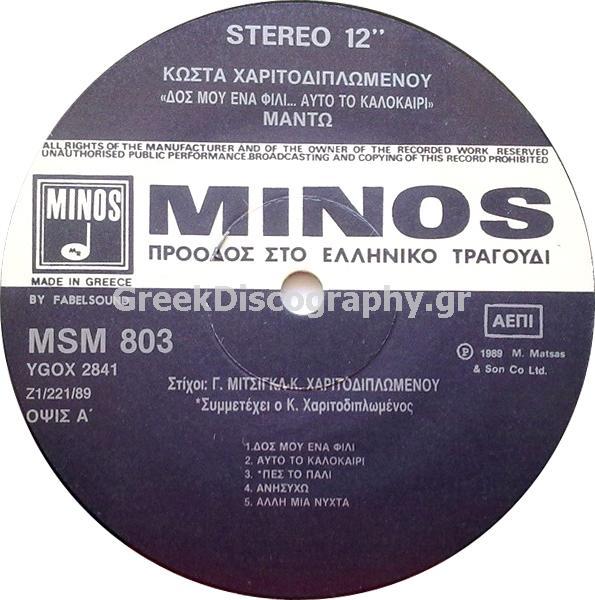 STEREO 12’’
ΚΩΣΤΑ ΧΑΡΙΤΟΔΙΠΛΩΜΕΝΟΥ
«ΔΟΣ ΜΟΥ ΕΝΑ ΦΙΛΙ... ΑΥΤΟ ΤΟ ΚΑΛΟΚΑΙΡΙ»
ΜΑΝΤΩ
ALL RIGHTS OF THE MANUFACTURER AND OF THE OWNER OF THE RECORDED WORK RESERVED
UNAUTHORISED PUBLIC PERFORMANCE.BROADCASTING AND COPYING OF THIS RECORD PROHIBITED
MINOS
MR
MINOS
ΠΡΟΟΔΟΣ ΣΤΟ ΕΛΛΗΝΙΚΟ ΤΡΑΓΟΥΔΙ
MADE IN GREECE
BY FABELSOUND
GreekDiscography.gr
MSM 803
YGOX 2841
Z1/221/89
ΟΨΙΣ Α΄
ΑΕΠΙ
Ⓟ 1989 M. Matsas
& Son Co Ltd.
Στίχοι: Γ. ΜΙΤΣΙΓΚΑ-Κ. ΧΑΡΙΤΟΔΙΠΛΩΜΕΝΟΥ
*Συμμετέχει ο Κ. Χαριτοδιπλωμένος
1.ΔΟΣ ΜΟΥ ΕΝΑ ΦΙΛΙ
2. ΑΥΤΟ ΤΟ ΚΑΛΟΚΑΙΡΙ
3. *ΠΕΣ ΤΟ ΠΑΛΙ
4. ΑΝΗΣΥΧΩ
5. ΑΛΛΗ ΜΙΑ ΝΥΧΤΑ